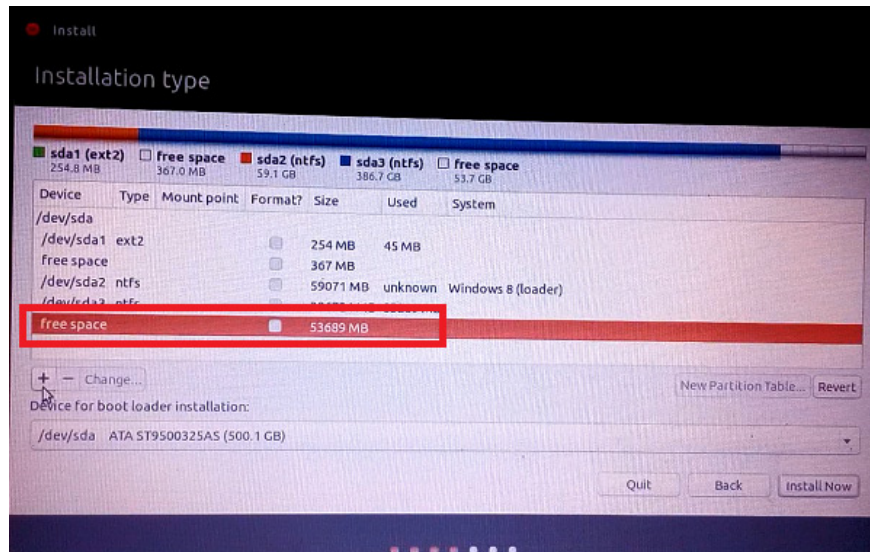 Install
Installation type
sda1 (ext2) free space sda2 (ntfs) sda3 (ntfs) free space
254.8 MB 367.0 MB 59.1 GB 386.7 GB 53.7 GB
Device Type Mount point Format? Size Used System
/dev/sda
/dev/sda1 ext2 254 MB 45 MB
free space 367 MB
/dev/sda2 ntfs 59071 MB unknown Windows 8 (loader)
/dev/sda3 ntfs
free space 53689 MB
+ − Change... New Partition Table... Revert
Device for boot loader installation:
/dev/sda ATA ST9500325AS (500.1 GB)
Quit Back Install Now